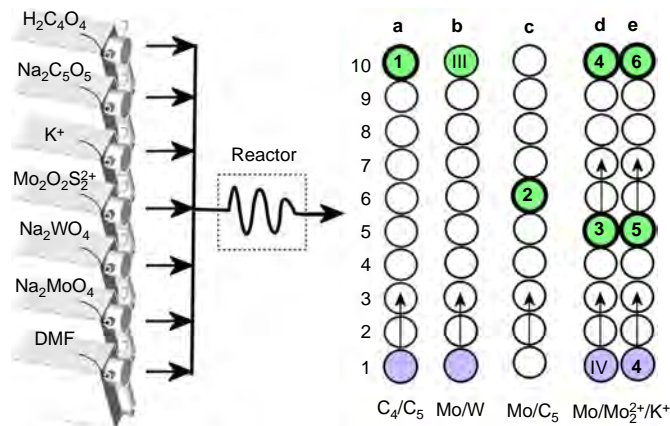 H₂C₄O₄
Na₂C₅O₅
K⁺
Mo₂O₂S₂²⁺
Na₂WO₄
Na₂MoO₄
DMF
Reactor
a b c d e
10 1 III 4 6
9
8
7
6 2
5 3 5
4
3
2
1 IV 4
C₄/C₅ Mo/W Mo/C₅ Mo/Mo₂²⁺/K⁺